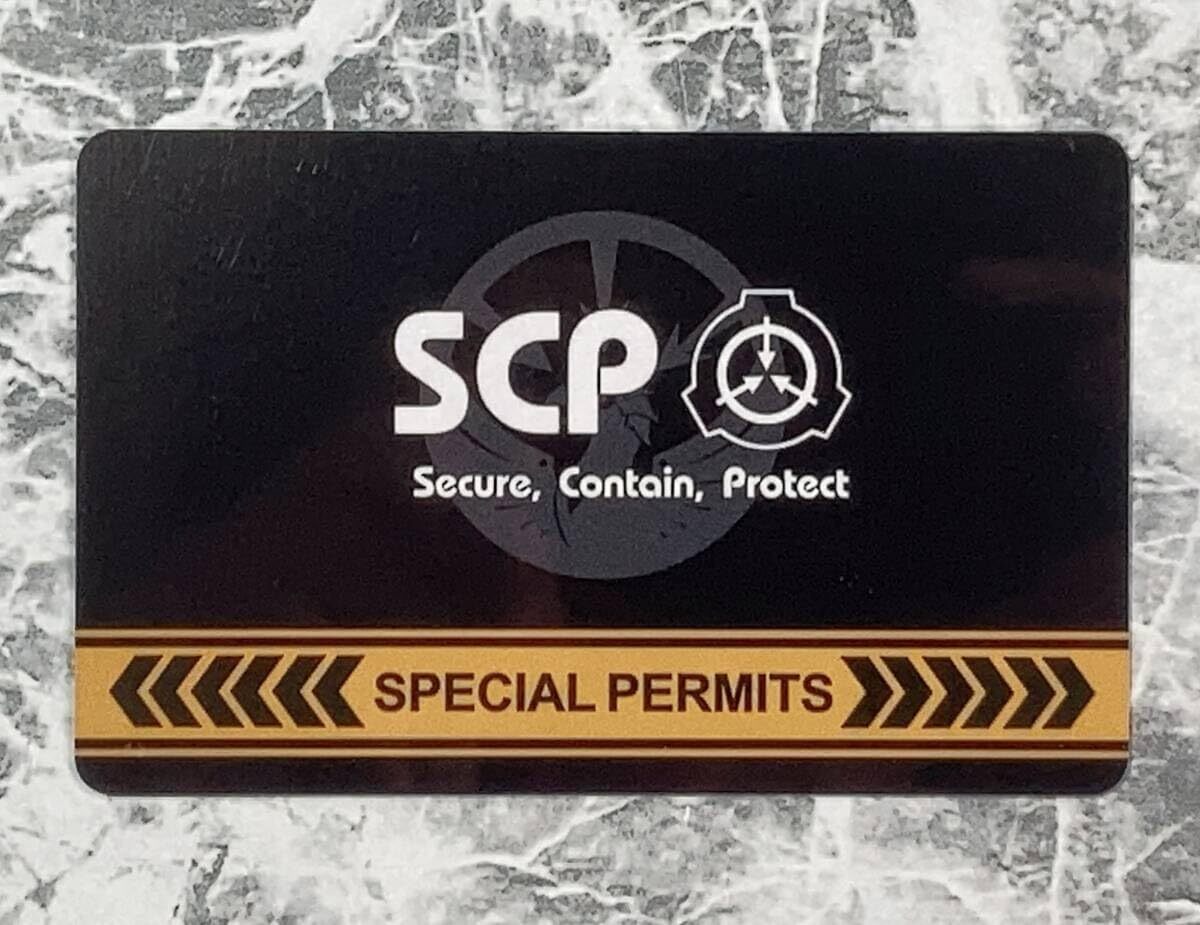 SCP
Secure, Contain, Protect
SPECIAL PERMITS